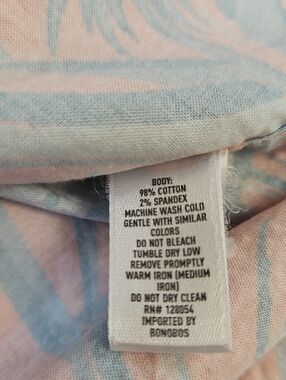 BODY:
98% COTTON
2% SPANDEX
MACHINE WASH COLD
GENTLE WITH SIMILAR
COLORS
DO NOT BLEACH
TUMBLE DRY LOW
REMOVE PROMPTLY
WARM IRON (MEDIUM
IRON)
DO NOT DRY CLEAN
RN# 128054
IMPORTED BY
BONOBOS